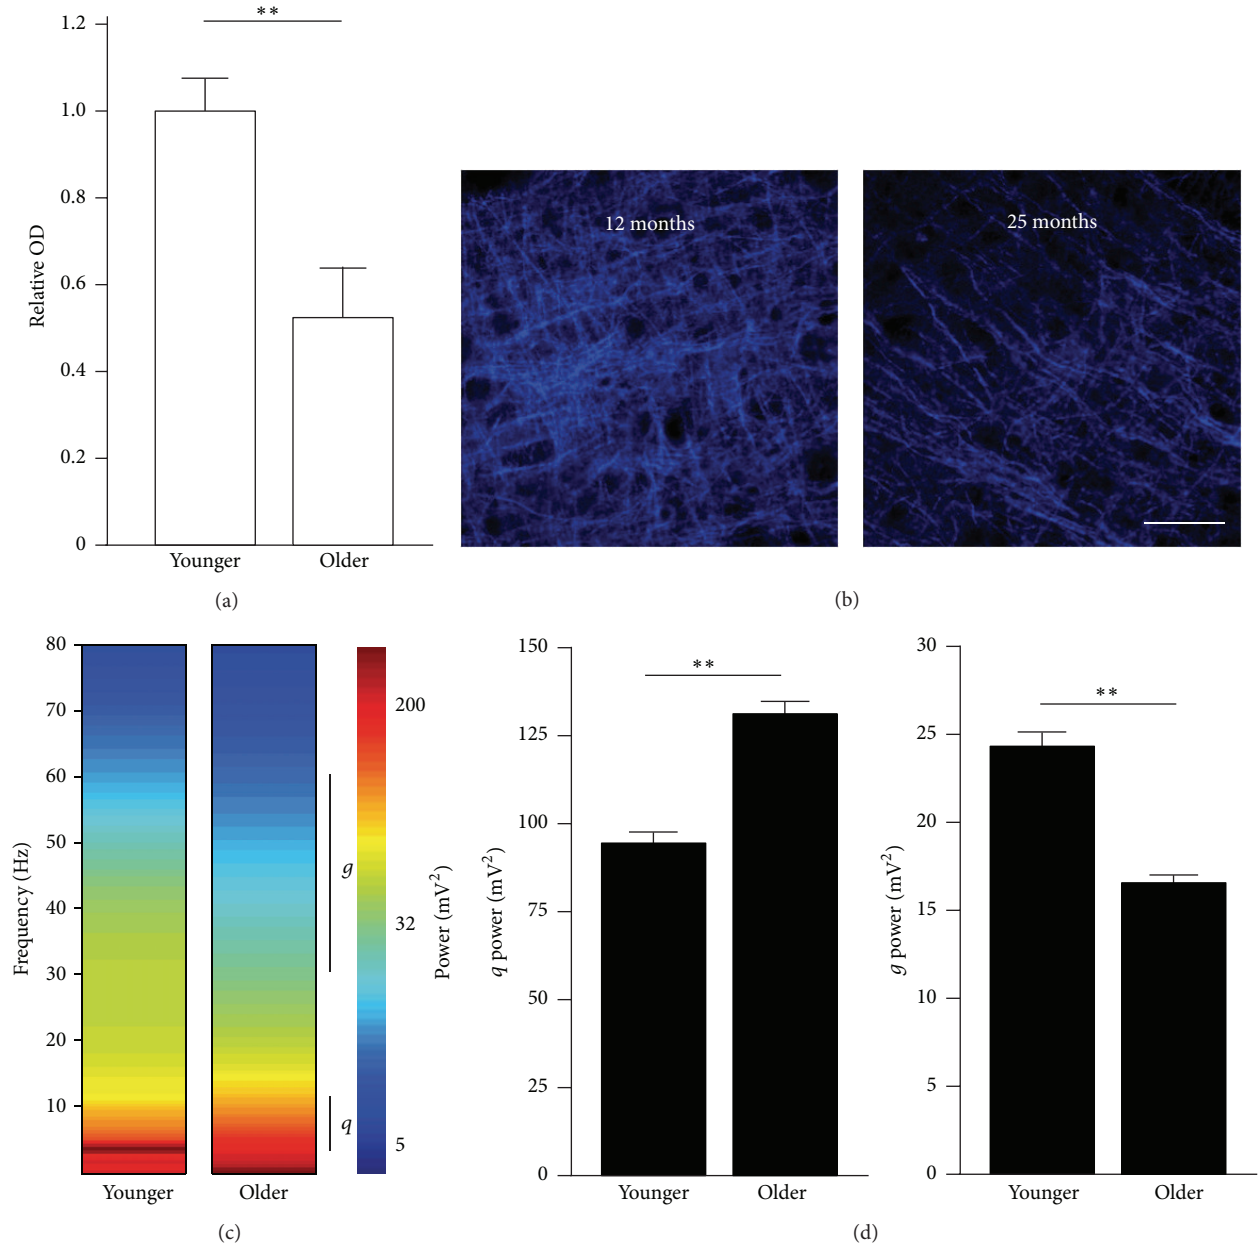 **
1.2
1.0
0.8
0.6
0.4
0.2
0
Relative OD
Younger Older
(a)
12 months
25 months
(b)
80
70
60
50
40
30
20
10
Frequency (Hz)
Younger Older
g
q
200
32
5
Power (mV²)
(c)
**
150
125
100
75
50
25
0
q power (mV²)
Younger Older
**
30
25
20
15
10
5
0
g power (mV²)
Younger Older
(d)